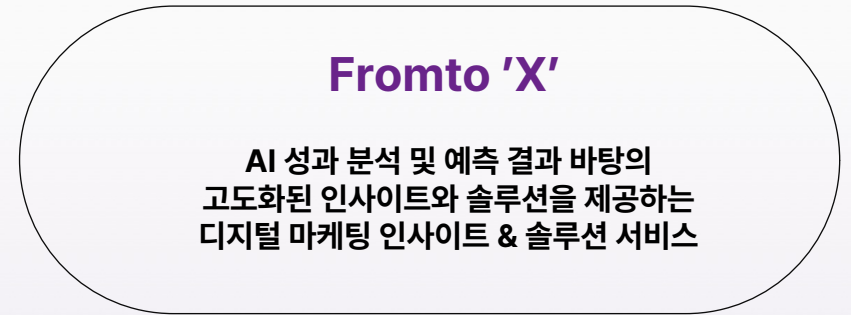 Fromto ′X′
AI 성과 분석 및 예측 결과 바탕의
고도화된 인사이트와 솔루션을 제공하는
디지털 마케팅 인사이트 & 솔루션 서비스